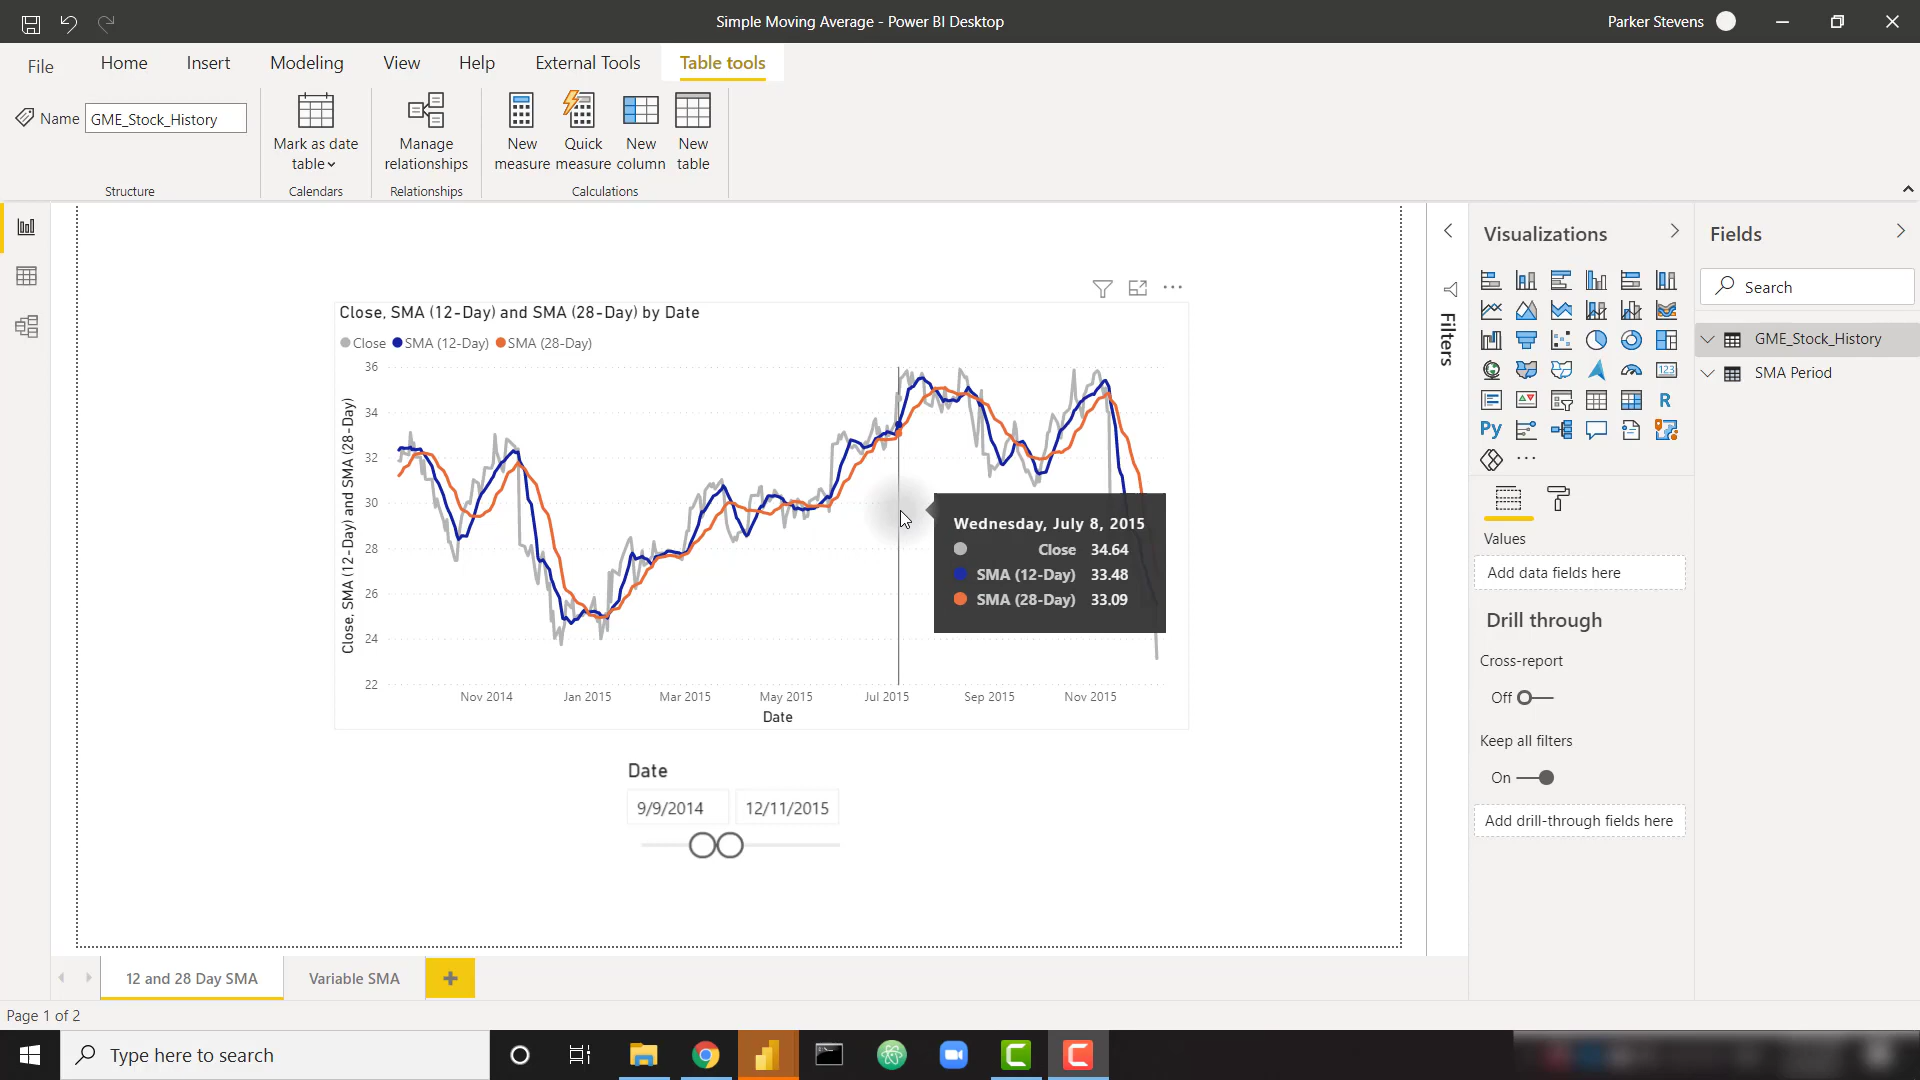 Simple Moving Average - Power BI Desktop
Parker Stevens
File
Home
Insert
Modeling
View
Help
External Tools
Table tools
Name
GME_Stock_History
Mark as date
table
Manage
relationships
New
measure
Quick
measure
New
column
New
table
Structure
Calendars
Relationships
Calculations
Close, SMA (12-Day) and SMA (28-Day) by Date
Close
SMA (12-Day)
SMA (28-Day)
Close, SMA (12-Day) and SMA (28-Day)
36
34
32
30
28
26
24
22
Wednesday, July 8, 2015
Close 34.64
SMA (12-Day) 33.48
SMA (28-Day) 33.09
Nov 2014
Jan 2015
Mar 2015
May 2015
Jul 2015
Sep 2015
Nov 2015
Date
Date
9/9/2014
12/11/2015
Filters
Visualizations
123
R
Py
Values
Add data fields here
Drill through
Cross-report
Off
Keep all filters
On
Add drill-through fields here
Fields
Search
GME_Stock_History
SMA Period
12 and 28 Day SMA
Variable SMA
Page 1 of 2
Type here to search